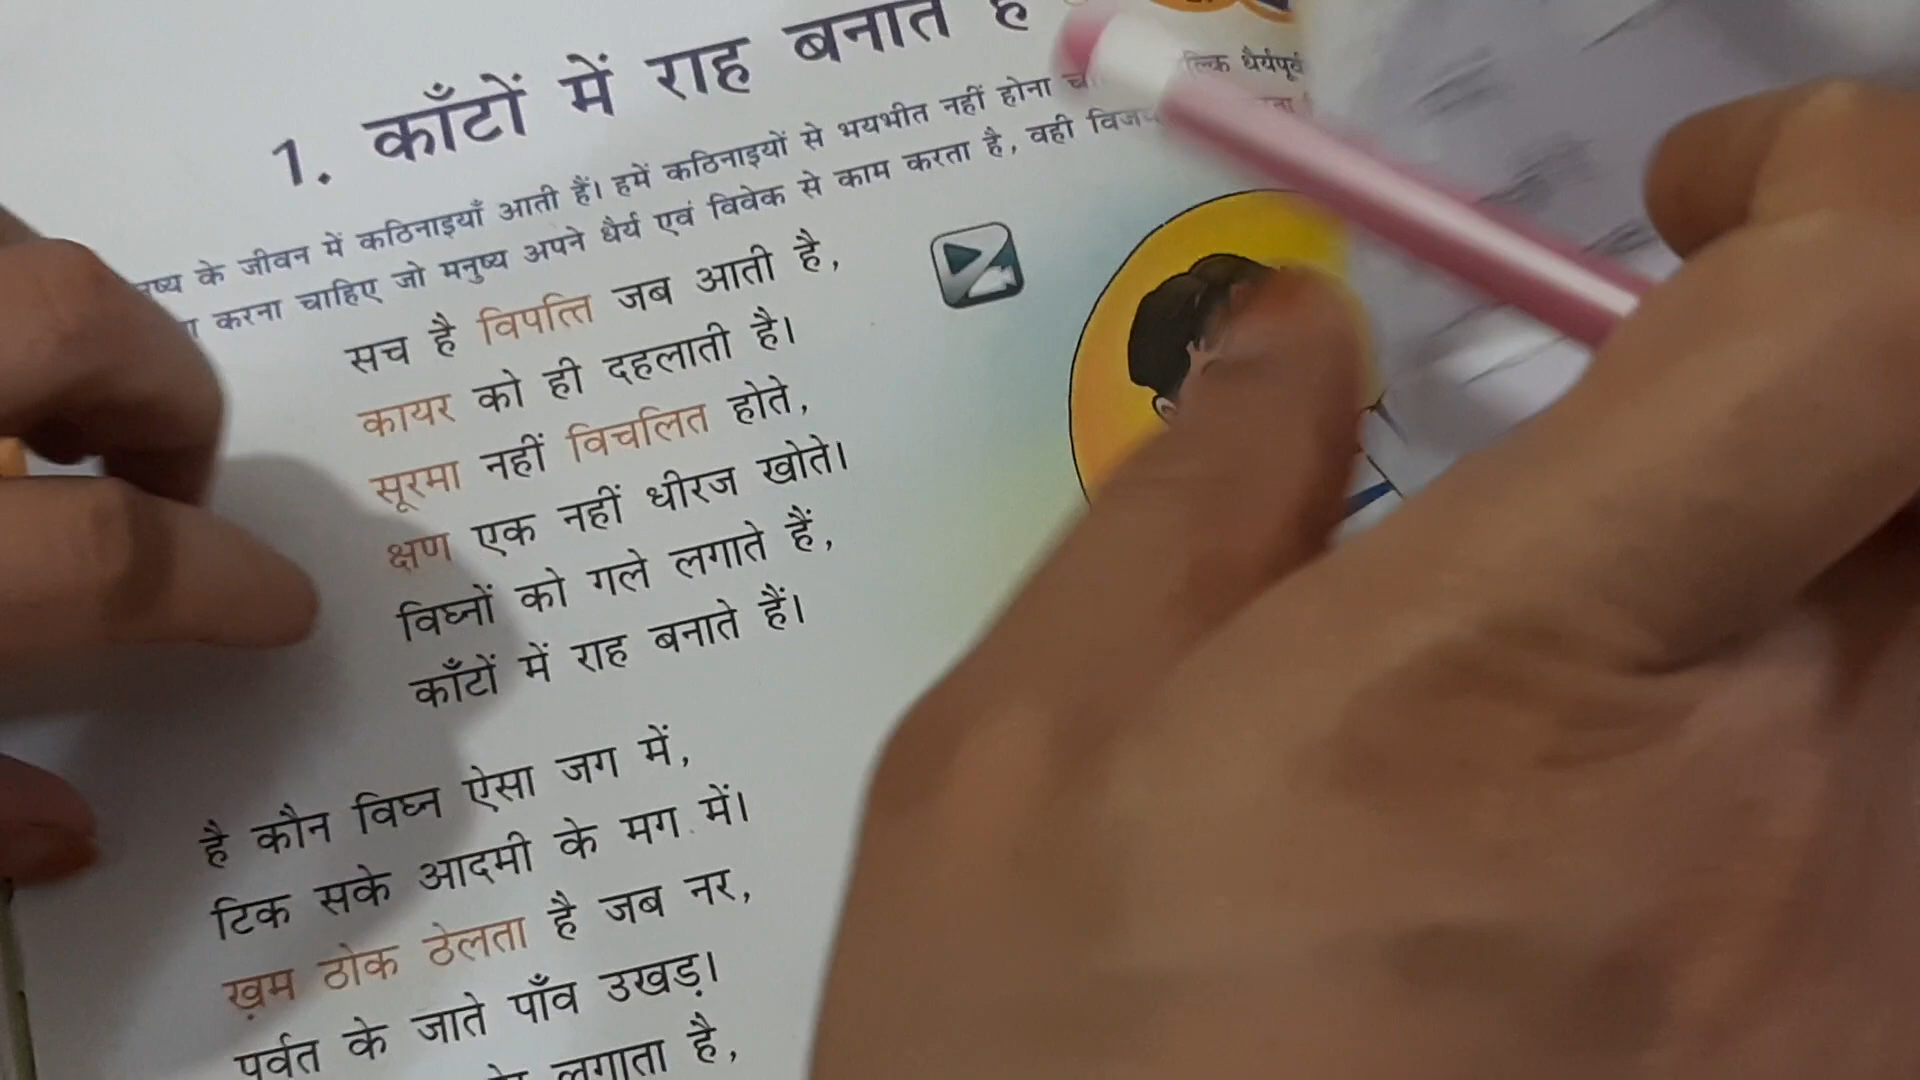 1. काँटों में राह बनाते हैं
के जीवन में कठिनाइयाँ आती हैं। हमें कठिनाइयों से भयभीत नहीं होना धैर्यपूर्व
करना चाहिए जो मनुष्य अपने धैर्य एवं विवेक से काम करता है, वही
सच है विपत्ति जब आती है,
कायर को ही दहलाती है।
सूरमा नहीं विचलित होते,
क्षण एक नहीं धीरज खोते।
विघ्नों को गले लगाते हैं,
काँटों में राह बनाते हैं।
है कौन विघ्न ऐसा जग में,
टिक सके आदमी के मग में।
ख़म ठोक ठेलता है जब नर,
पर्वत के जाते पाँव उखड़।
लगाता है,